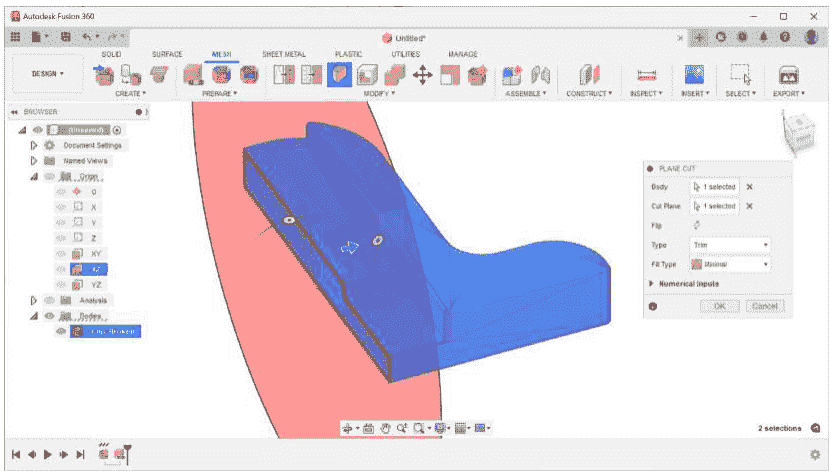 Autodesk Fusion 360
Untitled*
SOLID SURFACE MESH SHEET METAL PLASTIC UTILITIES MANAGE
DESIGN
CREATE PREPARE MODIFY ASSEMBLE CONSTRUCT INSPECT INSERT SELECT EXPORT
BROWSER
(Unsaved)
Document Settings
Named Views
Origin
O
X
Y
Z
XY
XZ
YZ
Analysis
Bodies
PLANE CUT
Body 1 selected
Cut Plane 1 selected
Flip
Type Trim
Fill Type Minimal
Numerical Inputs
OK Cancel
2 selections